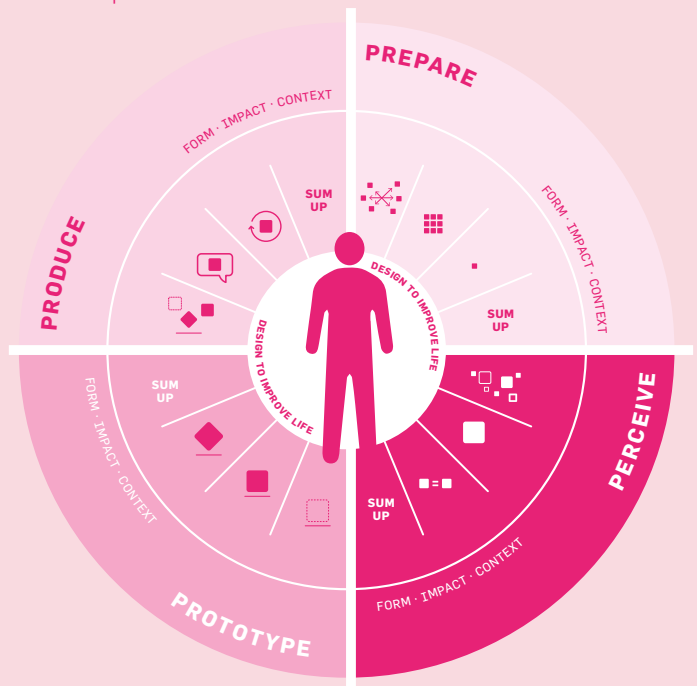 PREPARE
FORM · IMPACT · CONTEXT
SUM
UP
PERCEIVE
FORM · IMPACT · CONTEXT
SUM
UP
PROTOTYPE
FORM · IMPACT · CONTEXT
SUM
UP
PRODUCE
FORM · IMPACT · CONTEXT
SUM
UP
DESIGN TO IMPROVE LIFE
DESIGN TO IMPROVE LIFE